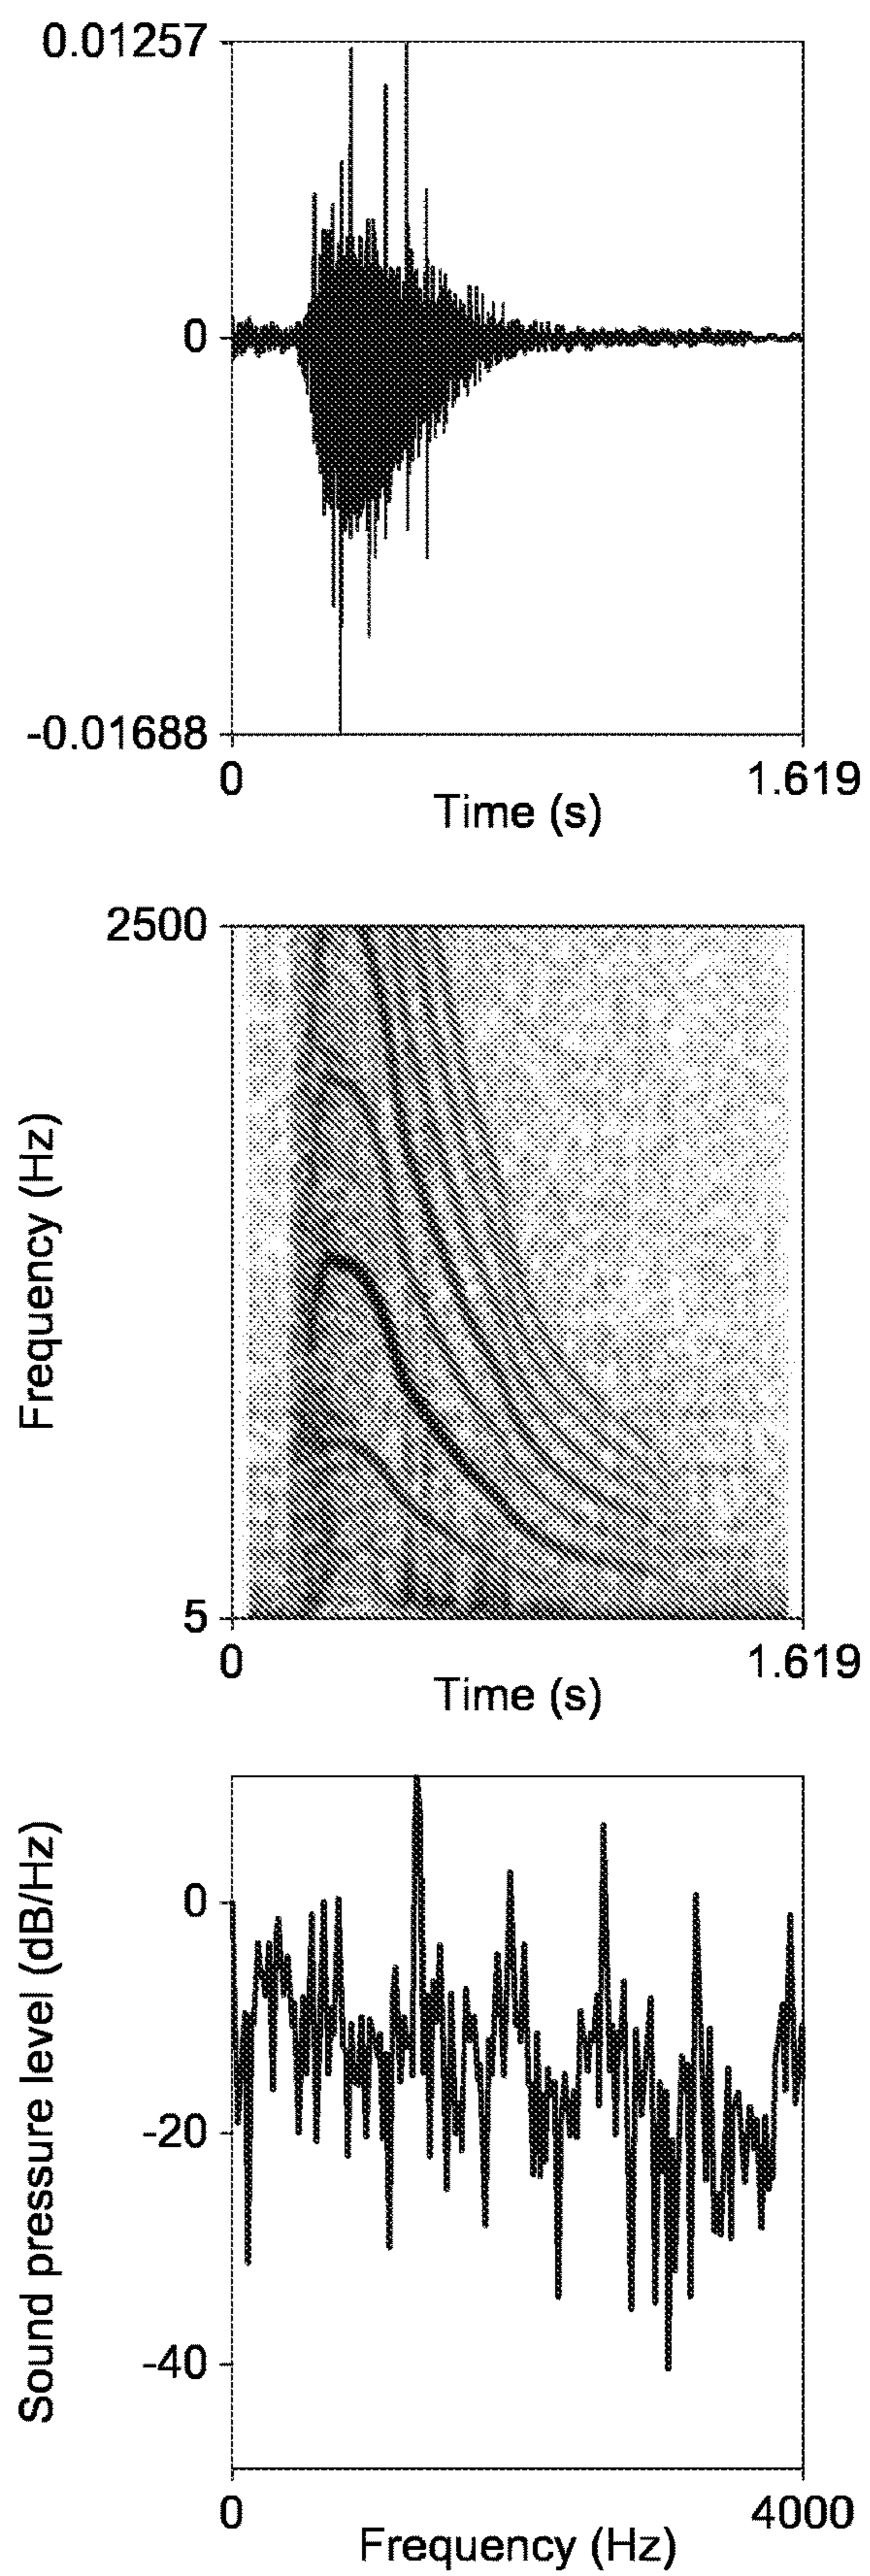 0.01257
0
-0.01688
0
1.619
Time (s)
2500
Frequency (Hz)
5
0
1.619
Time (s)
Sound pressure level (dB/Hz)
0
-20
-40
0
4000
Frequency (Hz)